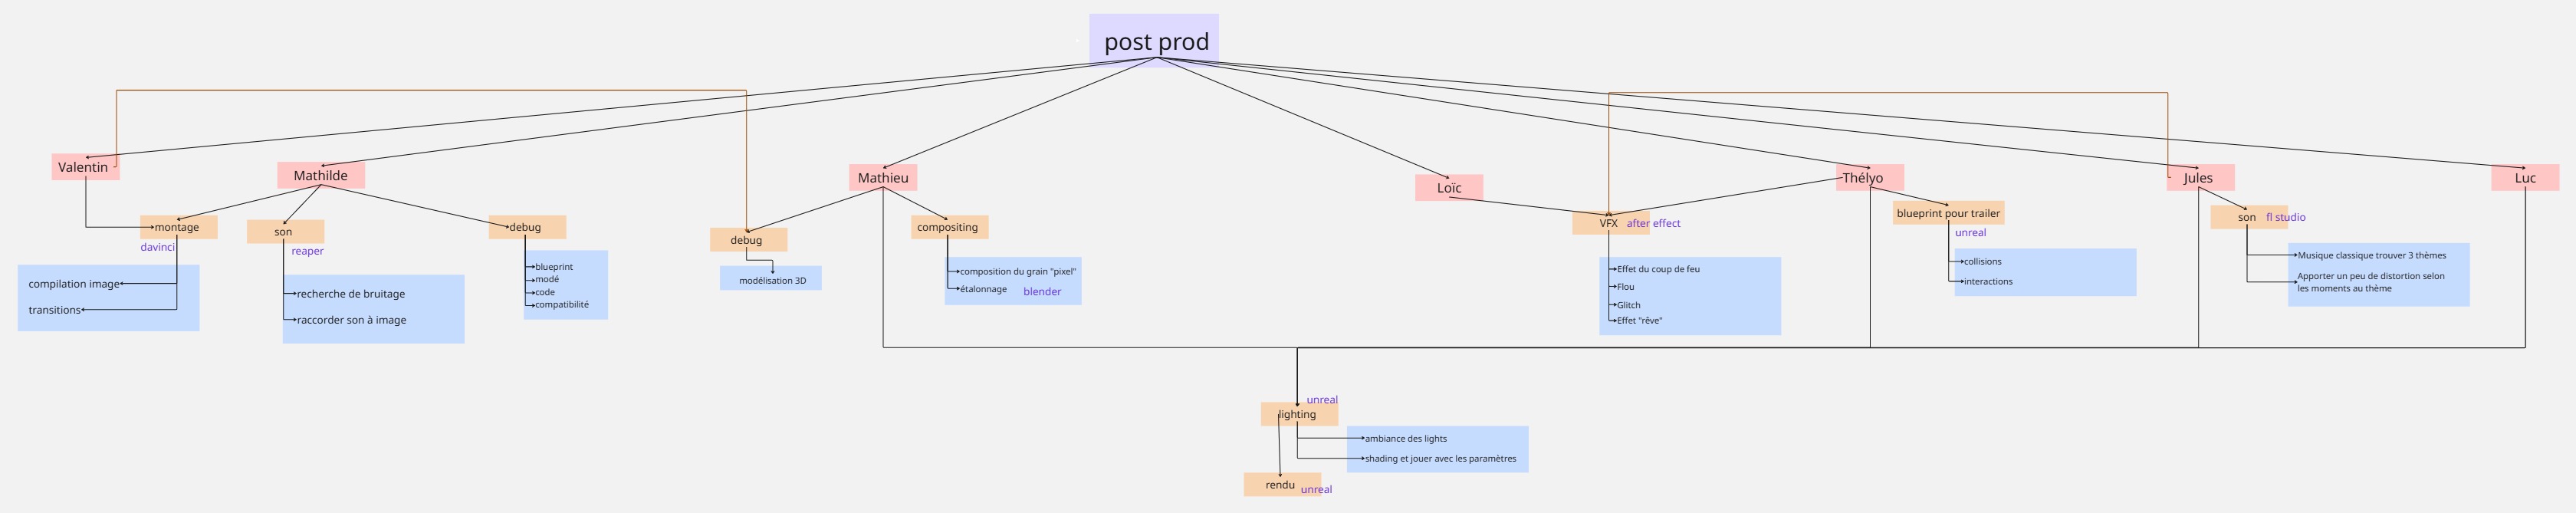 post prod
Valentin
Mathilde
Mathieu
Loïc
Thélyo
Jules
Luc
montage
davinci
compilation image
transitions
son
reaper
recherche de bruitage
raccorder son à image
debug
blueprint
modé
code
compatibilité
debug
modélisation 3D
compositing
composition du grain "pixel"
étalonnage
blender
VFX
after effect
Effet du coup de feu
Flou
Glitch
Effet "rêve"
blueprint pour trailer
unreal
collisions
interactions
son
fl studio
Musique classique trouver 3 thèmes
Apporter un peu de distortion selon
les moments au thème
unreal
lighting
ambiance des lights
shading et jouer avec les paramètres
rendu
unreal